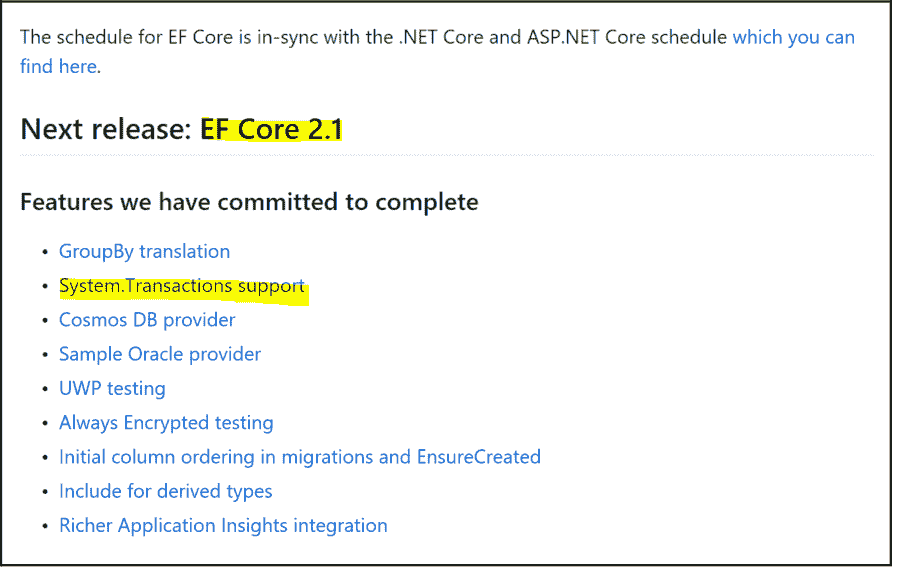 The schedule for EF Core is in-sync with the .NET Core and ASP.NET Core schedule which you can
find here.
Next release: EF Core 2.1
Features we have committed to complete
• GroupBy translation
• System.Transactions support
• Cosmos DB provider
• Sample Oracle provider
• UWP testing
• Always Encrypted testing
• Initial column ordering in migrations and EnsureCreated
• Include for derived types
• Richer Application Insights integration